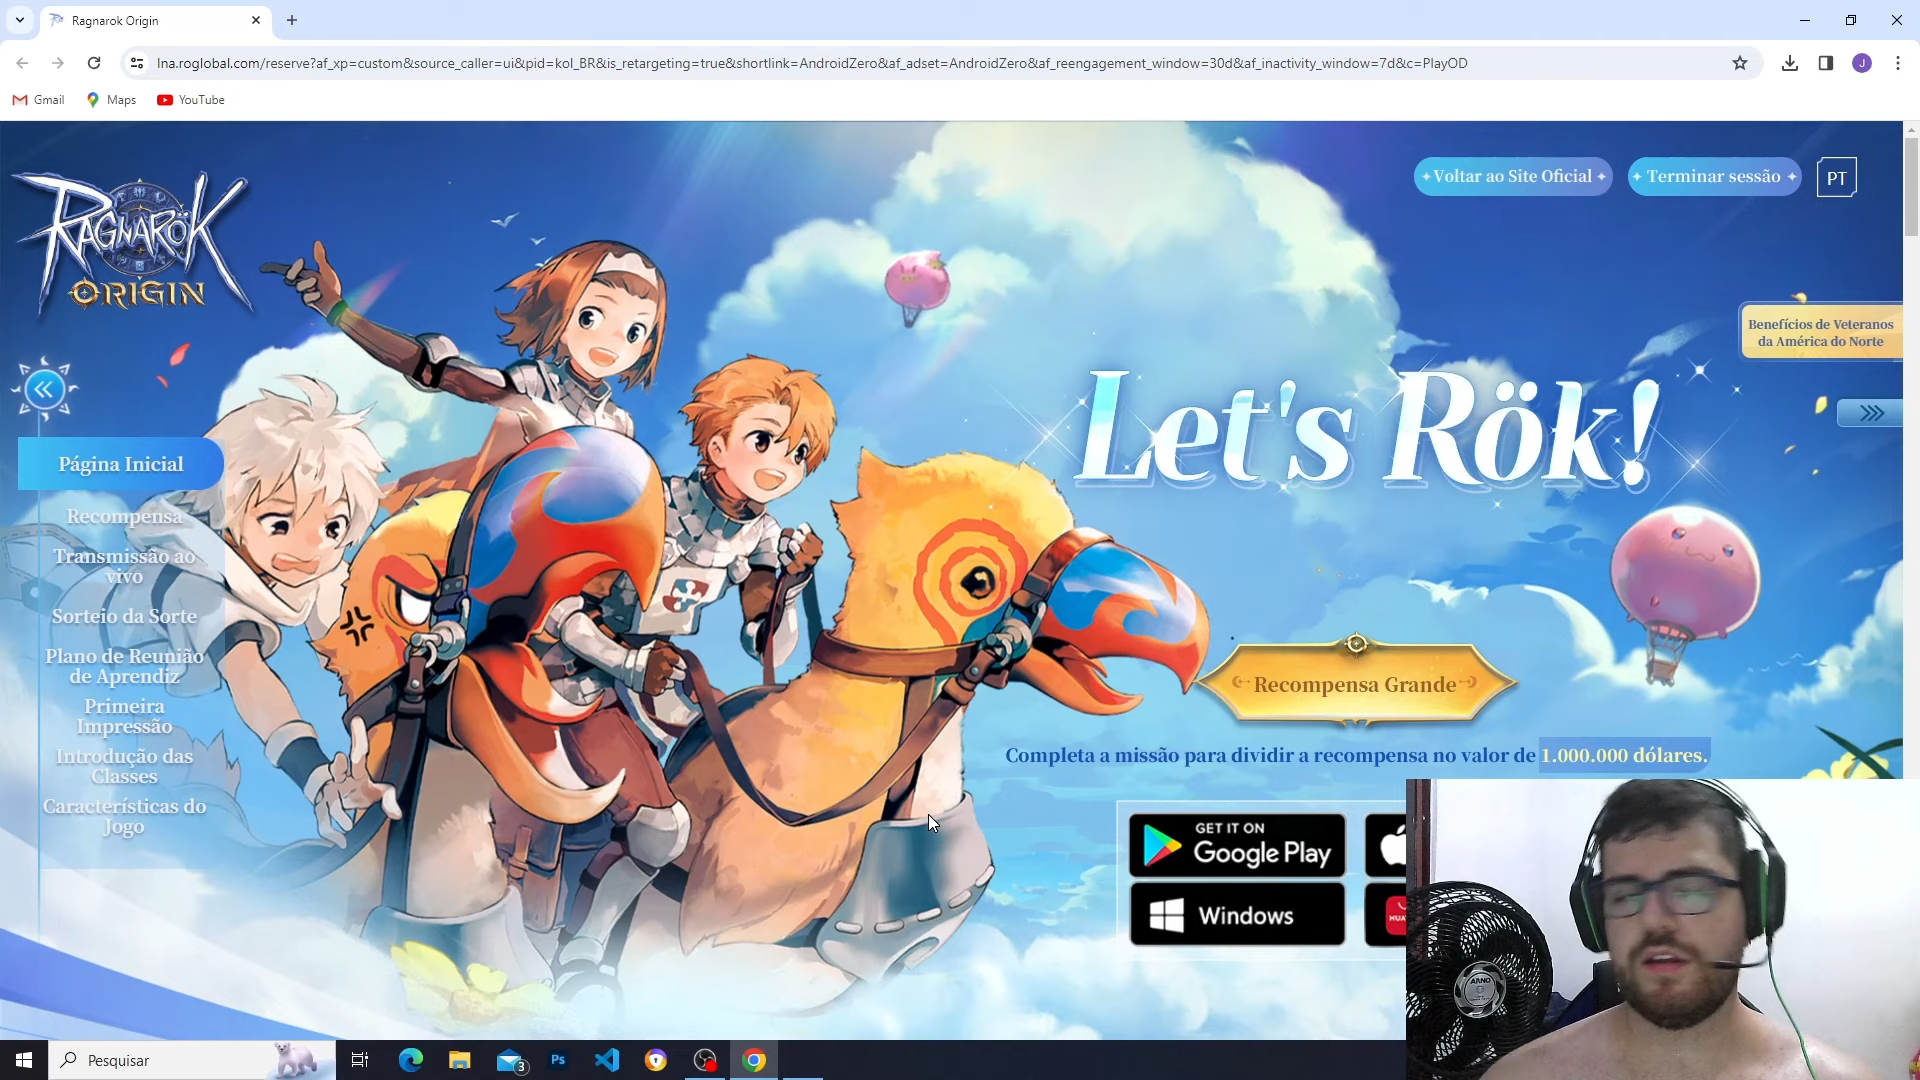 Ragnarok Origin
lna.roglobal.com/reserve?af_xp=custom&source_caller=ui&pid=kol_BR&is_retargeting=true&shortlink=AndroidZero&af_adset=AndroidZero&af_reengagement_window=30d&af_inactivity_window=7d&c=PlayOD
J
Gmail
Maps
YouTube
RAGNARÖK
ORIGIN
Voltar ao Site Oficial
Terminar sessão
PT
Benefícios de Veteranos
da América do Norte
Let's Rök!
Página Inicial
Recompensa
Transmissão ao
vivo
Sorteio da Sorte
Plano de Reunião
de Aprendiz
Primeira
Impressão
Introdução das
Classes
Características do
Jogo
Recompensa Grande
Completa a missão para dividir a recompensa no valor de 1.000.000 dólares.
GET IT ON
Google Play
Windows
ARNO
Pesquisar
3
Ps